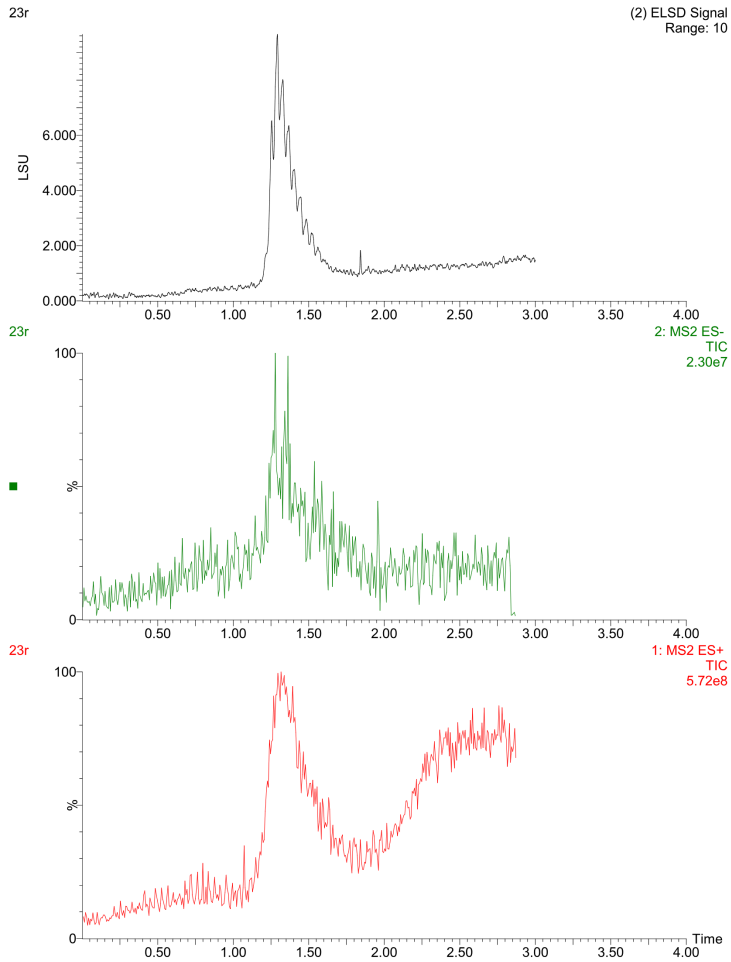 23r
(2) ELSD Signal
Range: 10
LSU
6.000
4.000
2.000
0.000
0.50 1.00 1.50 2.00 2.50 3.00 3.50 4.00
23r
2: MS2 ES-
TIC
2.30e7
100
%
0
0.50 1.00 1.50 2.00 2.50 3.00 3.50 4.00
23r
1: MS2 ES+
TIC
5.72e8
100
%
0
Time
0.50 1.00 1.50 2.00 2.50 3.00 3.50 4.00